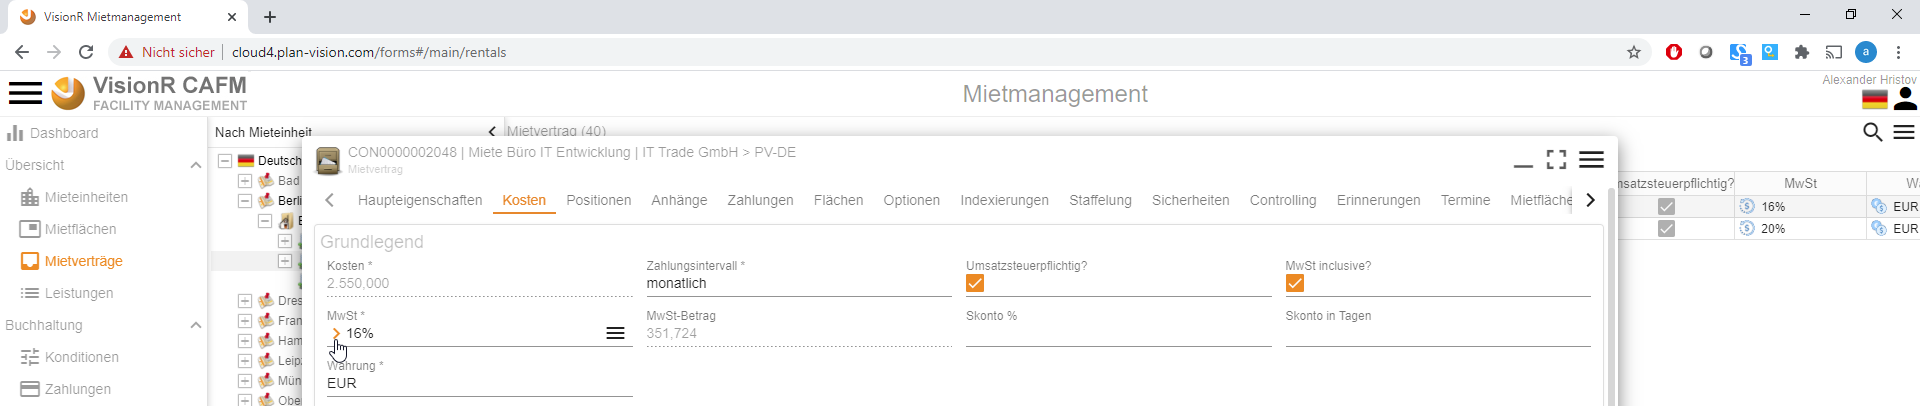 VisionR Mietmanagement
Nicht sicher
cloud4.plan-vision.com/forms#/main/rentals
3
a
VisionR CAFM
FACILITY MANAGEMENT
Mietmanagement
Alexander Hristov
Dashboard
Übersicht
Mieteinheiten
Mietflächen
Mietverträge
Leistungen
Buchhaltung
Konditionen
Zahlungen
Nach Mieteinheit
Deutsch
Bad
Berli
Dres
Fran
Ham
Leip
Mün
Obe
Mietvertrag (40)
CON0000002048 | Miete Büro IT Entwicklung | IT Trade GmbH > PV-DE
Mietvertrag
Haupteigenschaften Kosten Positionen Anhänge Zahlungen Flächen Optionen Indexierungen Staffelung Sicherheiten Controlling Erinnerungen Termine Mietfläche
Grundlegend
Kosten * Zahlungsintervall * Umsatzsteuerpflichtig? MwSt inclusive?
2.550,000 monatlich
MwSt * MwSt-Betrag Skonto % Skonto in Tagen
16% 351,724
Währung *
EUR
msatzsteuerpflichtig? MwSt W
16% EUR
20% EUR